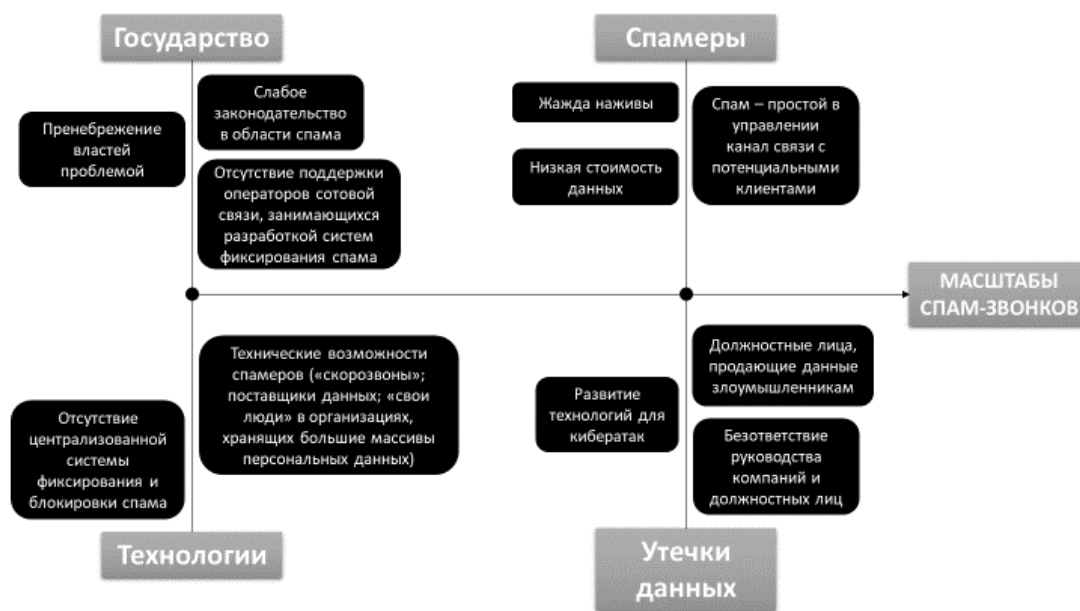 Государство
Слабое
законодательство
в области спама
Пренебрежение
властей
проблемой
Отсутствие поддержки
операторов сотовой
связи, занимающихся
разработкой систем
фиксирования спама
Спамеры
Жажда наживы
Низкая стоимость
данных
Спам – простой в
управлении
канал связи с
потенциальными
клиентами
МАСШТАБЫ
СПАМ-ЗВОНКОВ
Технические возможности
спамеров («скорозвоны»;
поставщики данных; «свои
люди» в организациях,
хранящих большие массивы
персональных данных)
Отсутствие
централизованной
системы
фиксирования и
блокировки спама
Технологии
Должностные лица,
продающие данные
злоумышленникам
Развитие
технологий для
кибератак
Безответствие
руководства
компаний и
должностных лиц
Утечки
данных